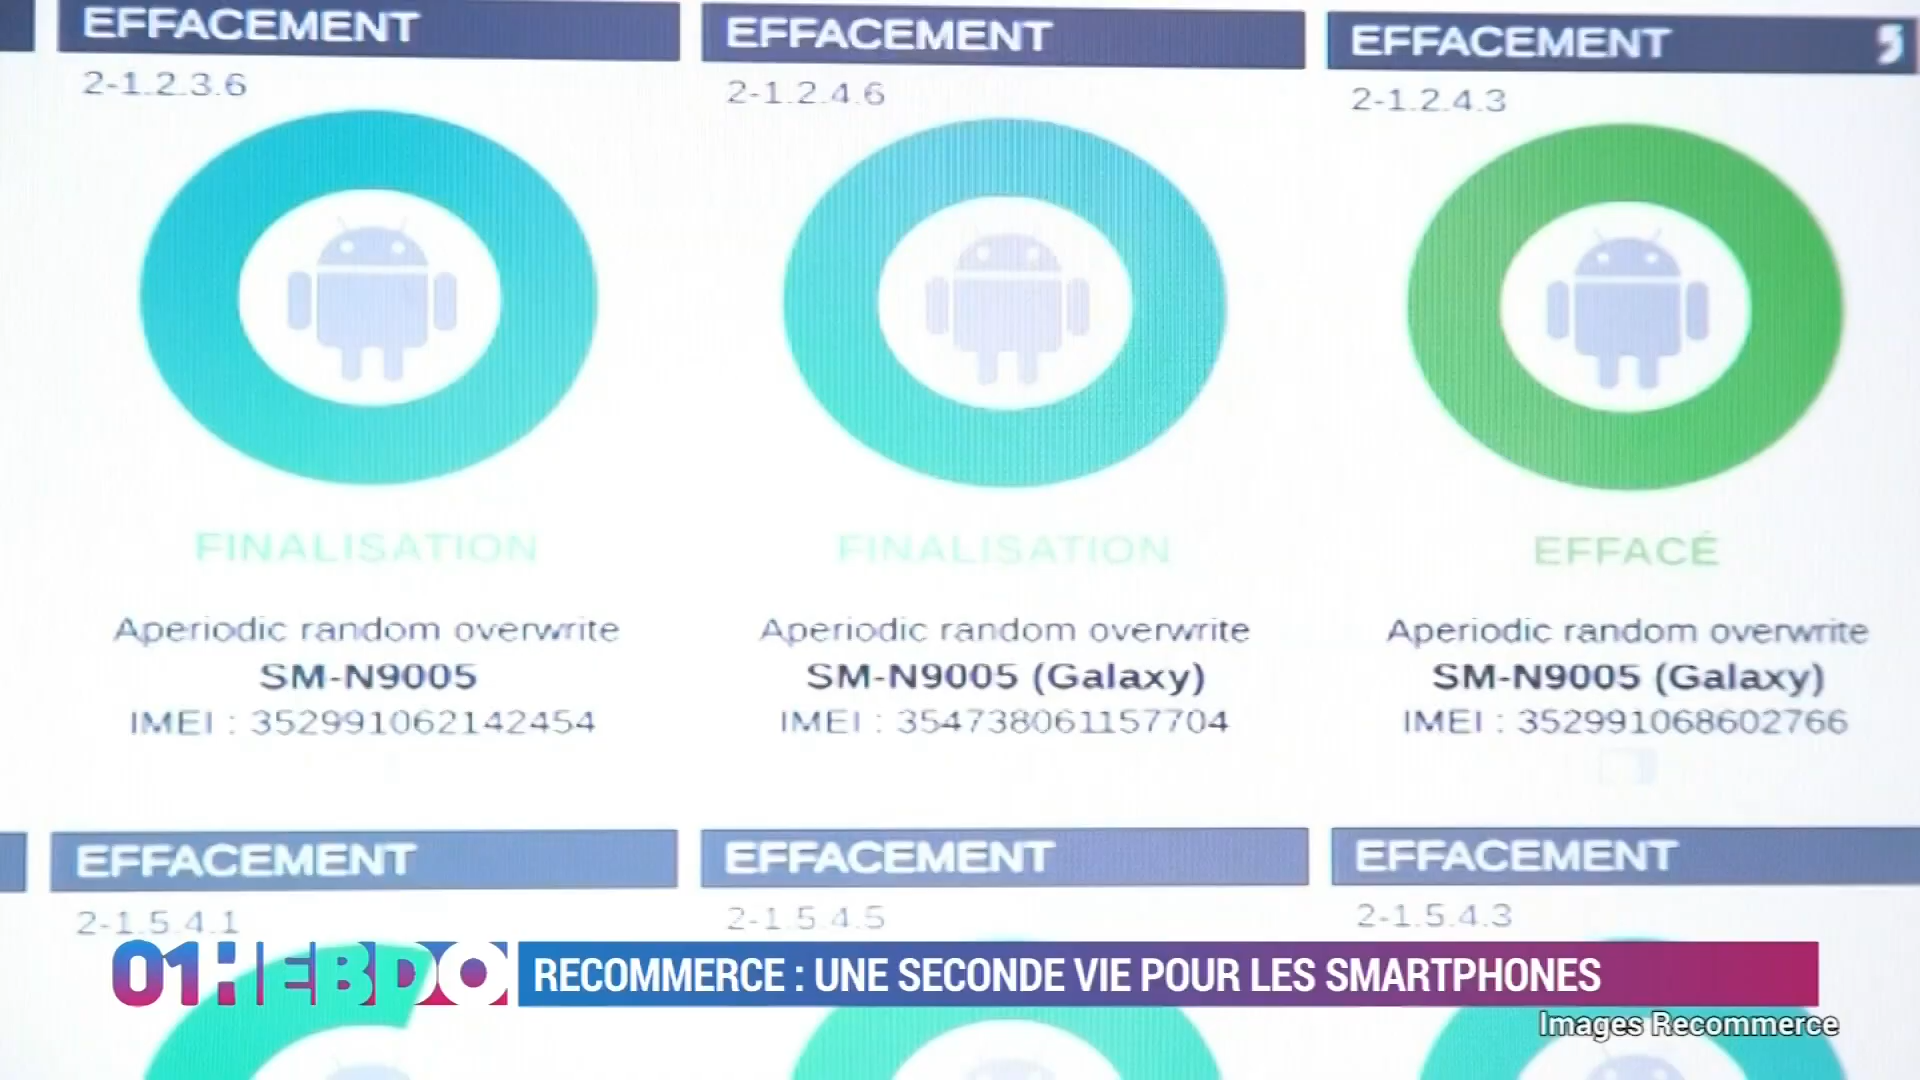 EFFACEMENT
2-1.2.3.6
FINALISATION
Aperiodic random overwrite
SM-N9005
IMEI : 352991062142454
EFFACEMENT
2-1.2.4.6
FINALISATION
Aperiodic random overwrite
SM-N9005 (Galaxy)
IMEI : 354738061157704
EFFACEMENT
2-1.2.4.3
EFFACÉ
Aperiodic random overwrite
SM-N9005 (Galaxy)
IMEI : 352991068602766
EFFACEMENT
2-1.5.4.1
EFFACEMENT
2-1.5.4.5
EFFACEMENT
2-1.5.4.3
01HEBDO
RECOMMERCE : UNE SECONDE VIE POUR LES SMARTPHONES
Images Recommerce